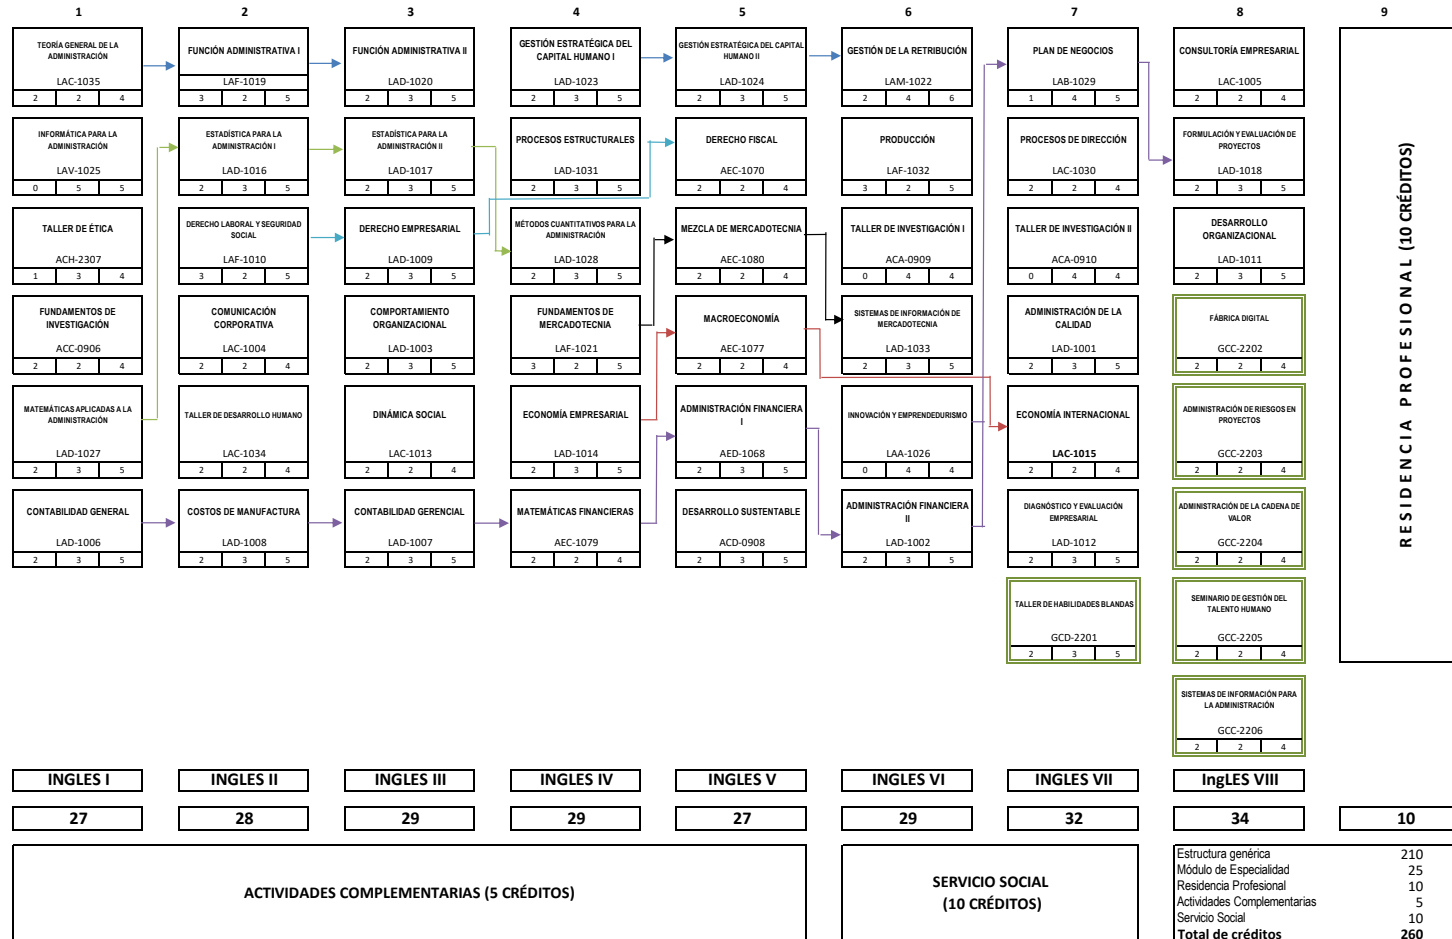 1 2 3 4 5 6 7 8 9
TEORÍA GENERAL DE LA
ADMINISTRACIÓN
LAC-1035
2 2 4
FUNCIÓN ADMINISTRATIVA I
LAF-1019
3 2 5
FUNCIÓN ADMINISTRATIVA II
LAD-1020
2 3 5
GESTIÓN ESTRATÉGICA DEL
CAPITAL HUMANO I
LAD-1023
2 3 5
GESTIÓN ESTRATÉGICA DEL CAPITAL
HUMANO II
LAD-1024
2 3 5
GESTIÓN DE LA RETRIBUCIÓN
LAM-1022
2 4 6
PLAN DE NEGOCIOS
LAB-1029
1 4 5
CONSULTORÍA EMPRESARIAL
LAC-1005
2 2 4
INFORMÁTICA PARA LA
ADMINISTRACIÓN
LAV-1025
0 5 5
ESTADÍSTICA PARA LA
ADMINISTRACIÓN I
LAD-1016
2 3 5
ESTADÍSTICA PARA LA
ADMINISTRACIÓN II
LAD-1017
2 3 5
PROCESOS ESTRUCTURALES
LAD-1031
2 3 5
DERECHO FISCAL
AEC-1070
2 2 4
PRODUCCIÓN
LAF-1032
3 2 5
PROCESOS DE DIRECCIÓN
LAC-1030
2 2 4
FORMULACIÓN Y EVALUACIÓN DE
PROYECTOS
LAD-1018
2 3 5
TALLER DE ÉTICA
ACH-2307
1 3 4
DERECHO LABORAL Y SEGURIDAD
SOCIAL
LAF-1010
3 2 5
DERECHO EMPRESARIAL
LAD-1009
2 3 5
MÉTODOS CUANTITATIVOS PARA LA
ADMINISTRACIÓN
LAD-1028
2 3 5
MEZCLA DE MERCADOTECNIA
AEC-1080
2 2 4
TALLER DE INVESTIGACIÓN I
ACA-0909
0 4 4
TALLER DE INVESTIGACIÓN II
ACA-0910
0 4 4
DESARROLLO
ORGANIZACIONAL
LAD-1011
2 3 5
FUNDAMENTOS DE
INVESTIGACIÓN
ACC-0906
2 2 4
COMUNICACIÓN
CORPORATIVA
LAC-1004
2 2 4
COMPORTAMIENTO
ORGANIZACIONAL
LAD-1003
2 3 5
FUNDAMENTOS DE
MERCADOTECNIA
LAF-1021
3 2 5
MACROECONOMÍA
AEC-1077
2 2 4
SISTEMAS DE INFORMACIÓN DE
MERCADOTECNIA
LAD-1033
2 3 5
ADMINISTRACIÓN DE LA
CALIDAD
LAD-1001
2 3 5
FÁBRICA DIGITAL
GCC-2202
2 2 4
MATEMÁTICAS APLICADAS A LA
ADMINISTRACIÓN
LAD-1027
2 3 5
TALLER DE DESARROLLO HUMANO
LAC-1034
2 2 4
DINÁMICA SOCIAL
LAC-1013
2 2 4
ECONOMÍA EMPRESARIAL
LAD-1014
2 3 5
ADMINISTRACIÓN FINANCIERA
I
AED-1068
2 3 5
INNOVACIÓN Y EMPRENDEDURISMO
LAA-1026
0 4 4
ECONOMÍA INTERNACIONAL
LAC-1015
2 2 4
ADMINISTRACIÓN DE RIESGOS EN
PROYECTOS
GCC-2203
2 2 4
CONTABILIDAD GENERAL
LAD-1006
2 3 5
COSTOS DE MANUFACTURA
LAD-1008
2 3 5
CONTABILIDAD GERENCIAL
LAD-1007
2 3 5
MATEMÁTICAS FINANCIERAS
AEC-1079
2 2 4
DESARROLLO SUSTENTABLE
ACD-0908
2 3 5
ADMINISTRACIÓN FINANCIERA
II
LAD-1002
2 3 5
DIAGNÓSTICO Y EVALUACIÓN
EMPRESARIAL
LAD-1012
2 3 5
ADMINISTRACIÓN DE LA CADENA DE
VALOR
GCC-2204
2 2 4
TALLER DE HABILIDADES BLANDAS
GCD-2201
2 3 5
SEMINARIO DE GESTIÓN DEL
TALENTO HUMANO
GCC-2205
2 2 4
SISTEMAS DE INFORMACIÓN PARA
LA ADMINISTRACIÓN
GCC-2206
2 2 4
RESIDENCIA PROFESIONAL (10 CRÉDITOS)
INGLES I INGLES II INGLES III INGLES IV INGLES V INGLES VI INGLES VII IngLES VIII
27 28 29 29 27 29 32 34 10
ACTIVIDADES COMPLEMENTARIAS (5 CRÉDITOS)
SERVICIO SOCIAL
(10 CRÉDITOS)
Estructura genérica 210
Módulo de Especialidad 25
Residencia Profesional 10
Actividades Complementarias 5
Servicio Social 10
Total de créditos 260